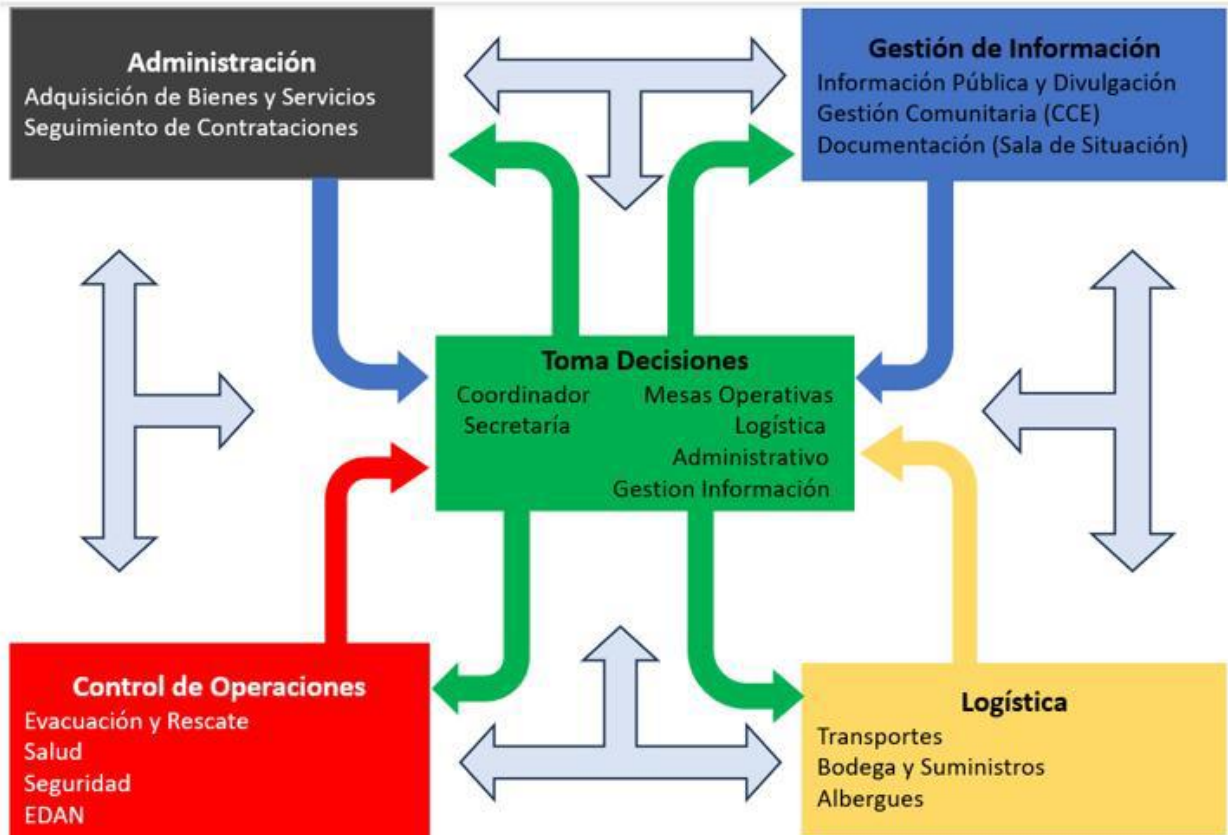 Administración
Adquisición de Bienes y Servicios
Seguimiento de Contrataciones
Gestión de Información
Información Pública y Divulgación
Gestión Comunitaria (CCE)
Documentación (Sala de Situación)
Toma Decisiones
Coordinador
Secretaría
Mesas Operativas
Logística
Administrativo
Gestion Información
Control de Operaciones
Evacuación y Rescate
Salud
Seguridad
EDAN
Logística
Transportes
Bodega y Suministros
Albergues